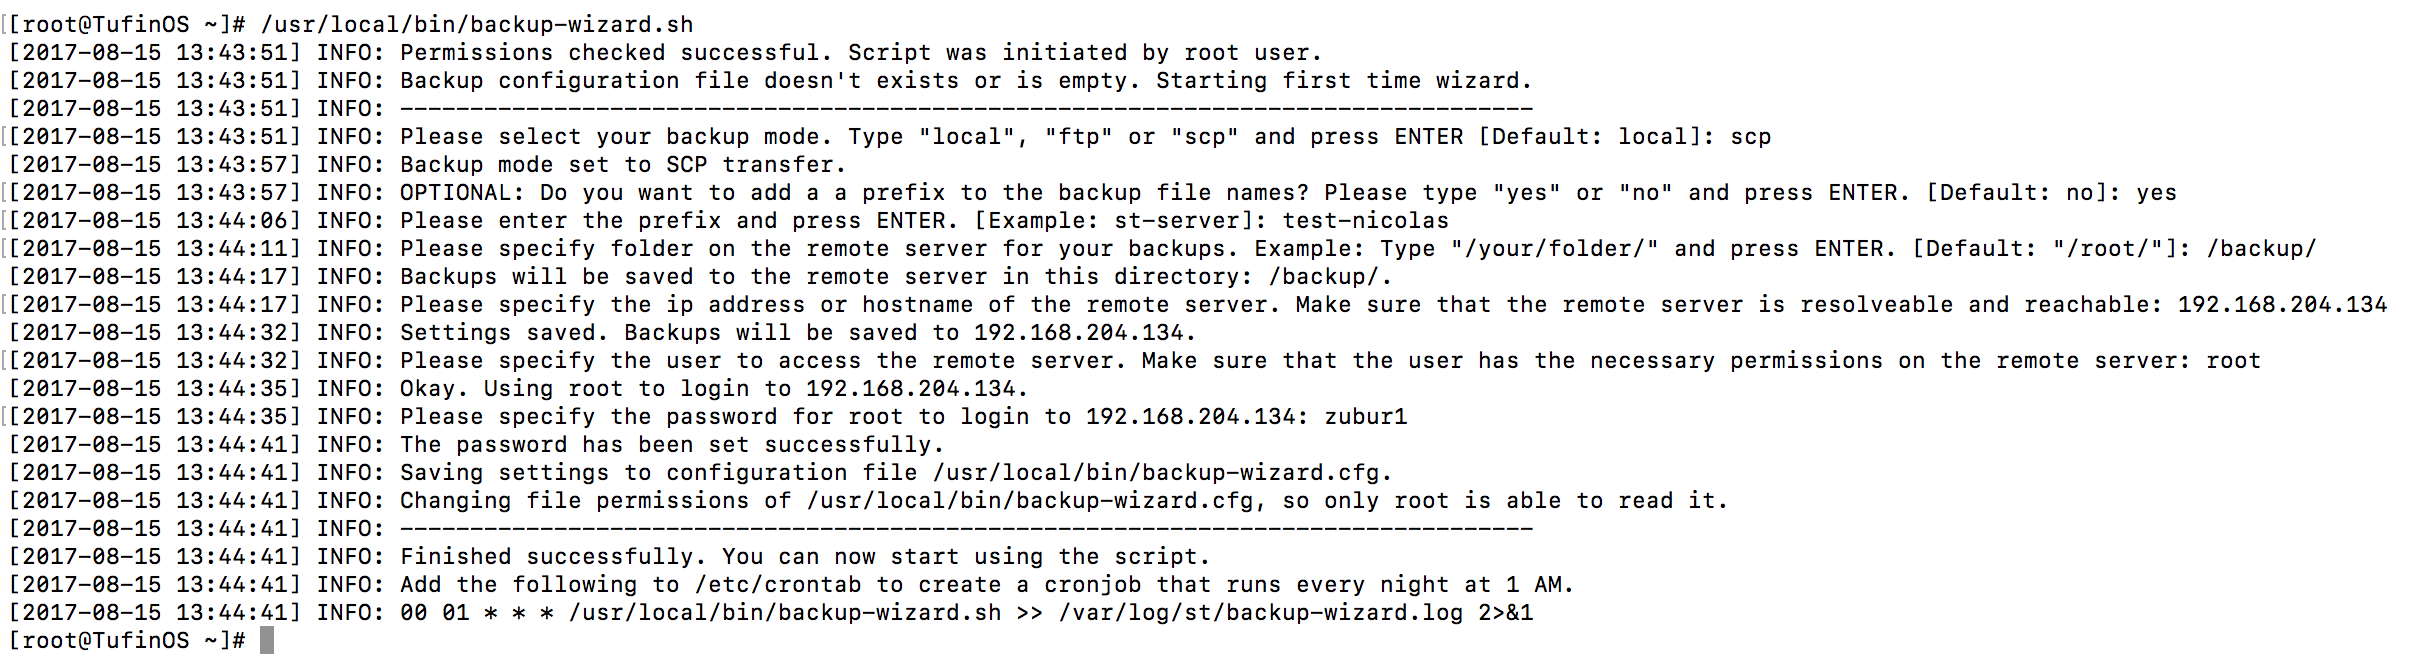 [root@TufinOS ~]# /usr/local/bin/backup-wizard.sh
[2017-08-15 13:43:51] INFO: Permissions checked successful. Script was initiated by root user.
[2017-08-15 13:43:51] INFO: Backup configuration file doesn't exists or is empty. Starting first time wizard.
[2017-08-15 13:43:51] INFO: ---------------------------------------------------------------------------------
[2017-08-15 13:43:51] INFO: Please select your backup mode. Type "local", "ftp" or "scp" and press ENTER [Default: local]: scp
[2017-08-15 13:43:57] INFO: Backup mode set to SCP transfer.
[2017-08-15 13:43:57] INFO: OPTIONAL: Do you want to add a a prefix to the backup file names? Please type "yes" or "no" and press ENTER. [Default: no]: yes
[2017-08-15 13:44:06] INFO: Please enter the prefix and press ENTER. [Example: st-server]: test-nicolas
[2017-08-15 13:44:11] INFO: Please specify folder on the remote server for your backups. Example: Type "/your/folder/" and press ENTER. [Default: "/root/"]: /backup/
[2017-08-15 13:44:17] INFO: Backups will be saved to the remote server in this directory: /backup/.
[2017-08-15 13:44:17] INFO: Please specify the ip address or hostname of the remote server. Make sure that the remote server is resolveable and reachable: 192.168.204.134
[2017-08-15 13:44:32] INFO: Settings saved. Backups will be saved to 192.168.204.134.
[2017-08-15 13:44:32] INFO: Please specify the user to access the remote server. Make sure that the user has the necessary permissions on the remote server: root
[2017-08-15 13:44:35] INFO: Okay. Using root to login to 192.168.204.134.
[2017-08-15 13:44:35] INFO: Please specify the password for root to login to 192.168.204.134: zubur1
[2017-08-15 13:44:41] INFO: The password has been set successfully.
[2017-08-15 13:44:41] INFO: Saving settings to configuration file /usr/local/bin/backup-wizard.cfg.
[2017-08-15 13:44:41] INFO: Changing file permissions of /usr/local/bin/backup-wizard.cfg, so only root is able to read it.
[2017-08-15 13:44:41] INFO: ---------------------------------------------------------------------------------
[2017-08-15 13:44:41] INFO: Finished successfully. You can now start using the script.
[2017-08-15 13:44:41] INFO: Add the following to /etc/crontab to create a cronjob that runs every night at 1 AM.
[2017-08-15 13:44:41] INFO: 00 01 * * * /usr/local/bin/backup-wizard.sh >> /var/log/st/backup-wizard.log 2>&1
[root@TufinOS ~]#